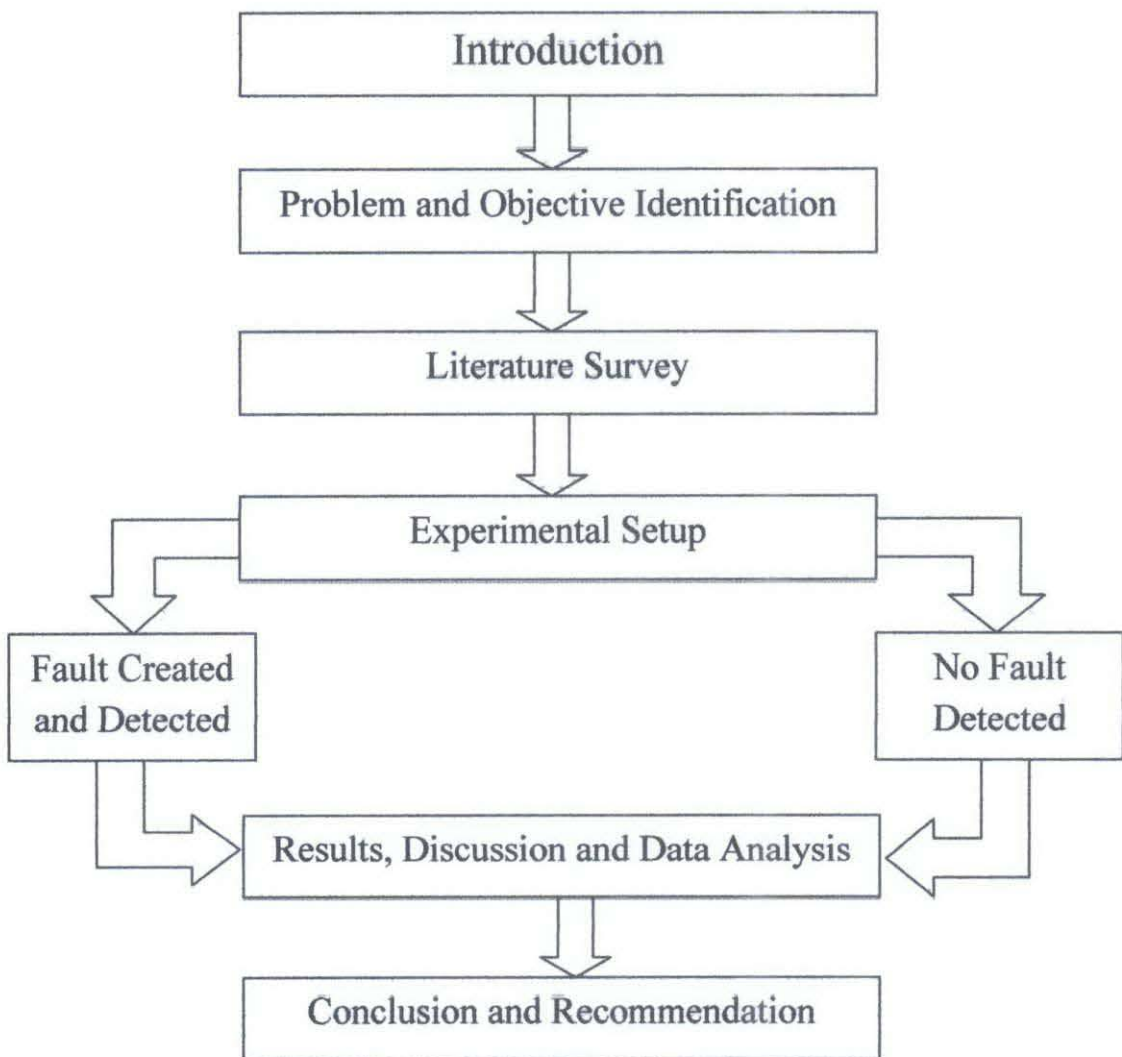 Introduction
Problem and Objective Identification
Literature Survey
Experimental Setup
Fault Created
and Detected
No Fault
Detected
Results, Discussion and Data Analysis
Conclusion and Recommendation